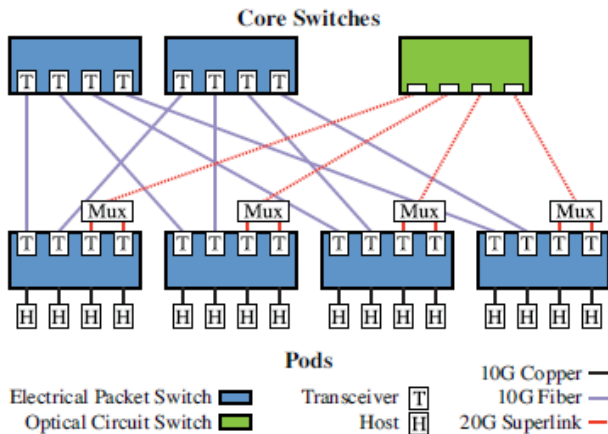 Core Switches
T T T T T T T T
Mux Mux Mux Mux
T T T T T T T T T T T T T T T T
H H H H H H H H H H H H H H H H
Pods
Electrical Packet Switch Transceiver T 10G Copper
Optical Circuit Switch Host H 10G Fiber
20G Superlink